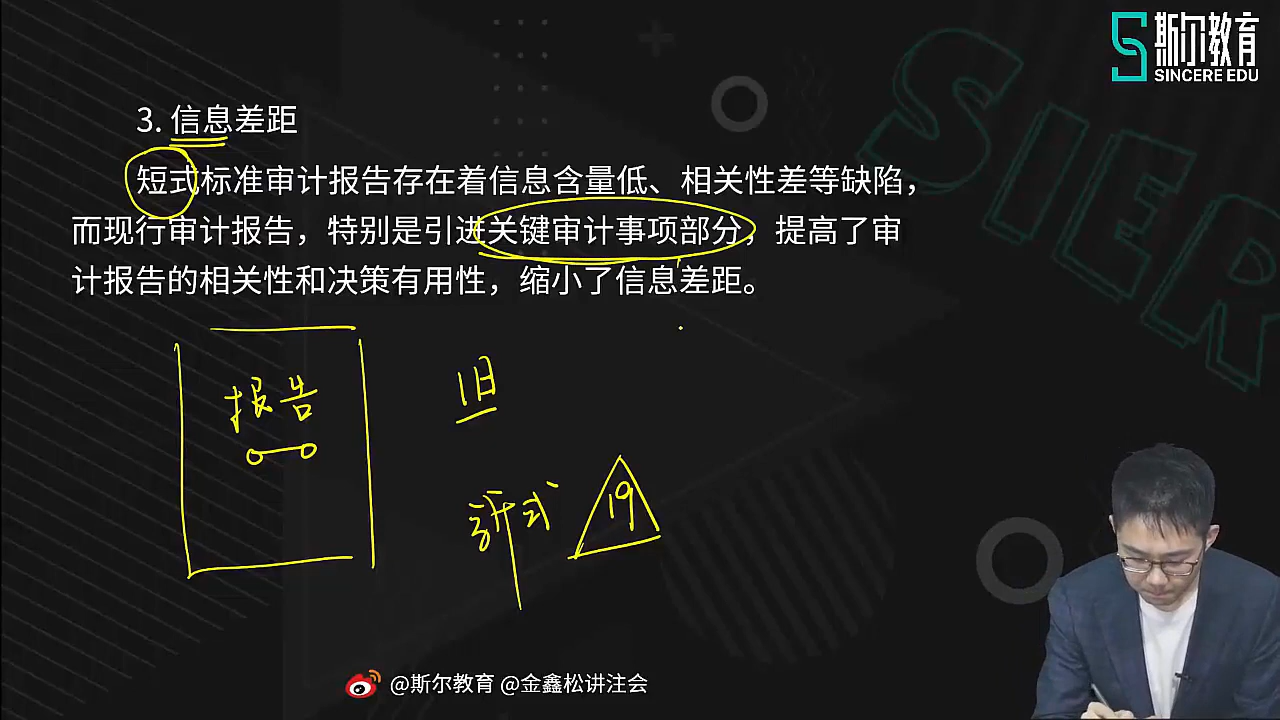 斯尔教育
SINCERE EDU
SIER
3. 信息差距
短式标准审计报告存在着信息含量低、相关性差等缺陷，
而现行审计报告，特别是引进关键审计事项部分，提高了审
计报告的相关性和决策有用性，缩小了信息差距。
报告
旧
19
@斯尔教育 @金鑫松讲注会